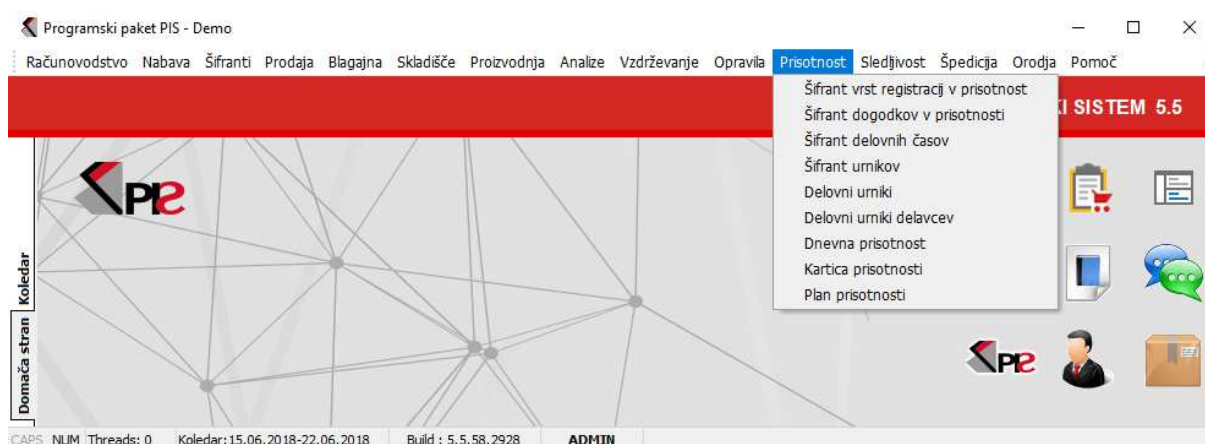 Programski paket PIS - Demo
Računovodstvo Nabava Šifranti Prodaja Blagajna Skladišče Proizvodnja Analize Vzdrževanje Opravila Prisotnost Sledljivost Špedicija Orodja Pomoč
Šifrant vrst registracij v prisotnost
SISTEM 5.5
Šifrant dogodkov v prisotnosti
Šifrant delovnih časov
Šifrant urnikov
Delovni urniki
Delovni urniki delavcev
Dnevna prisotnost
Kartica prisotnosti
Plan prisotnosti
PIS
Koledar
Domača stran
PIS
CAPS NUM Threads: 0 Koledar:15.06.2018-22.06.2018 Build : 5.5.58.2928 ADMIN